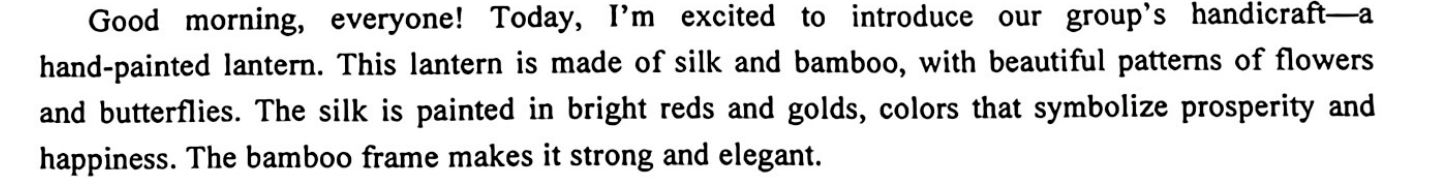 Good morning, everyone! Today, I'm excited to introduce our group's handicraft—a
hand-painted lantern. This lantern is made of silk and bamboo, with beautiful patterns of flowers
and butterflies. The silk is painted in bright reds and golds, colors that symbolize prosperity and
happiness. The bamboo frame makes it strong and elegant.